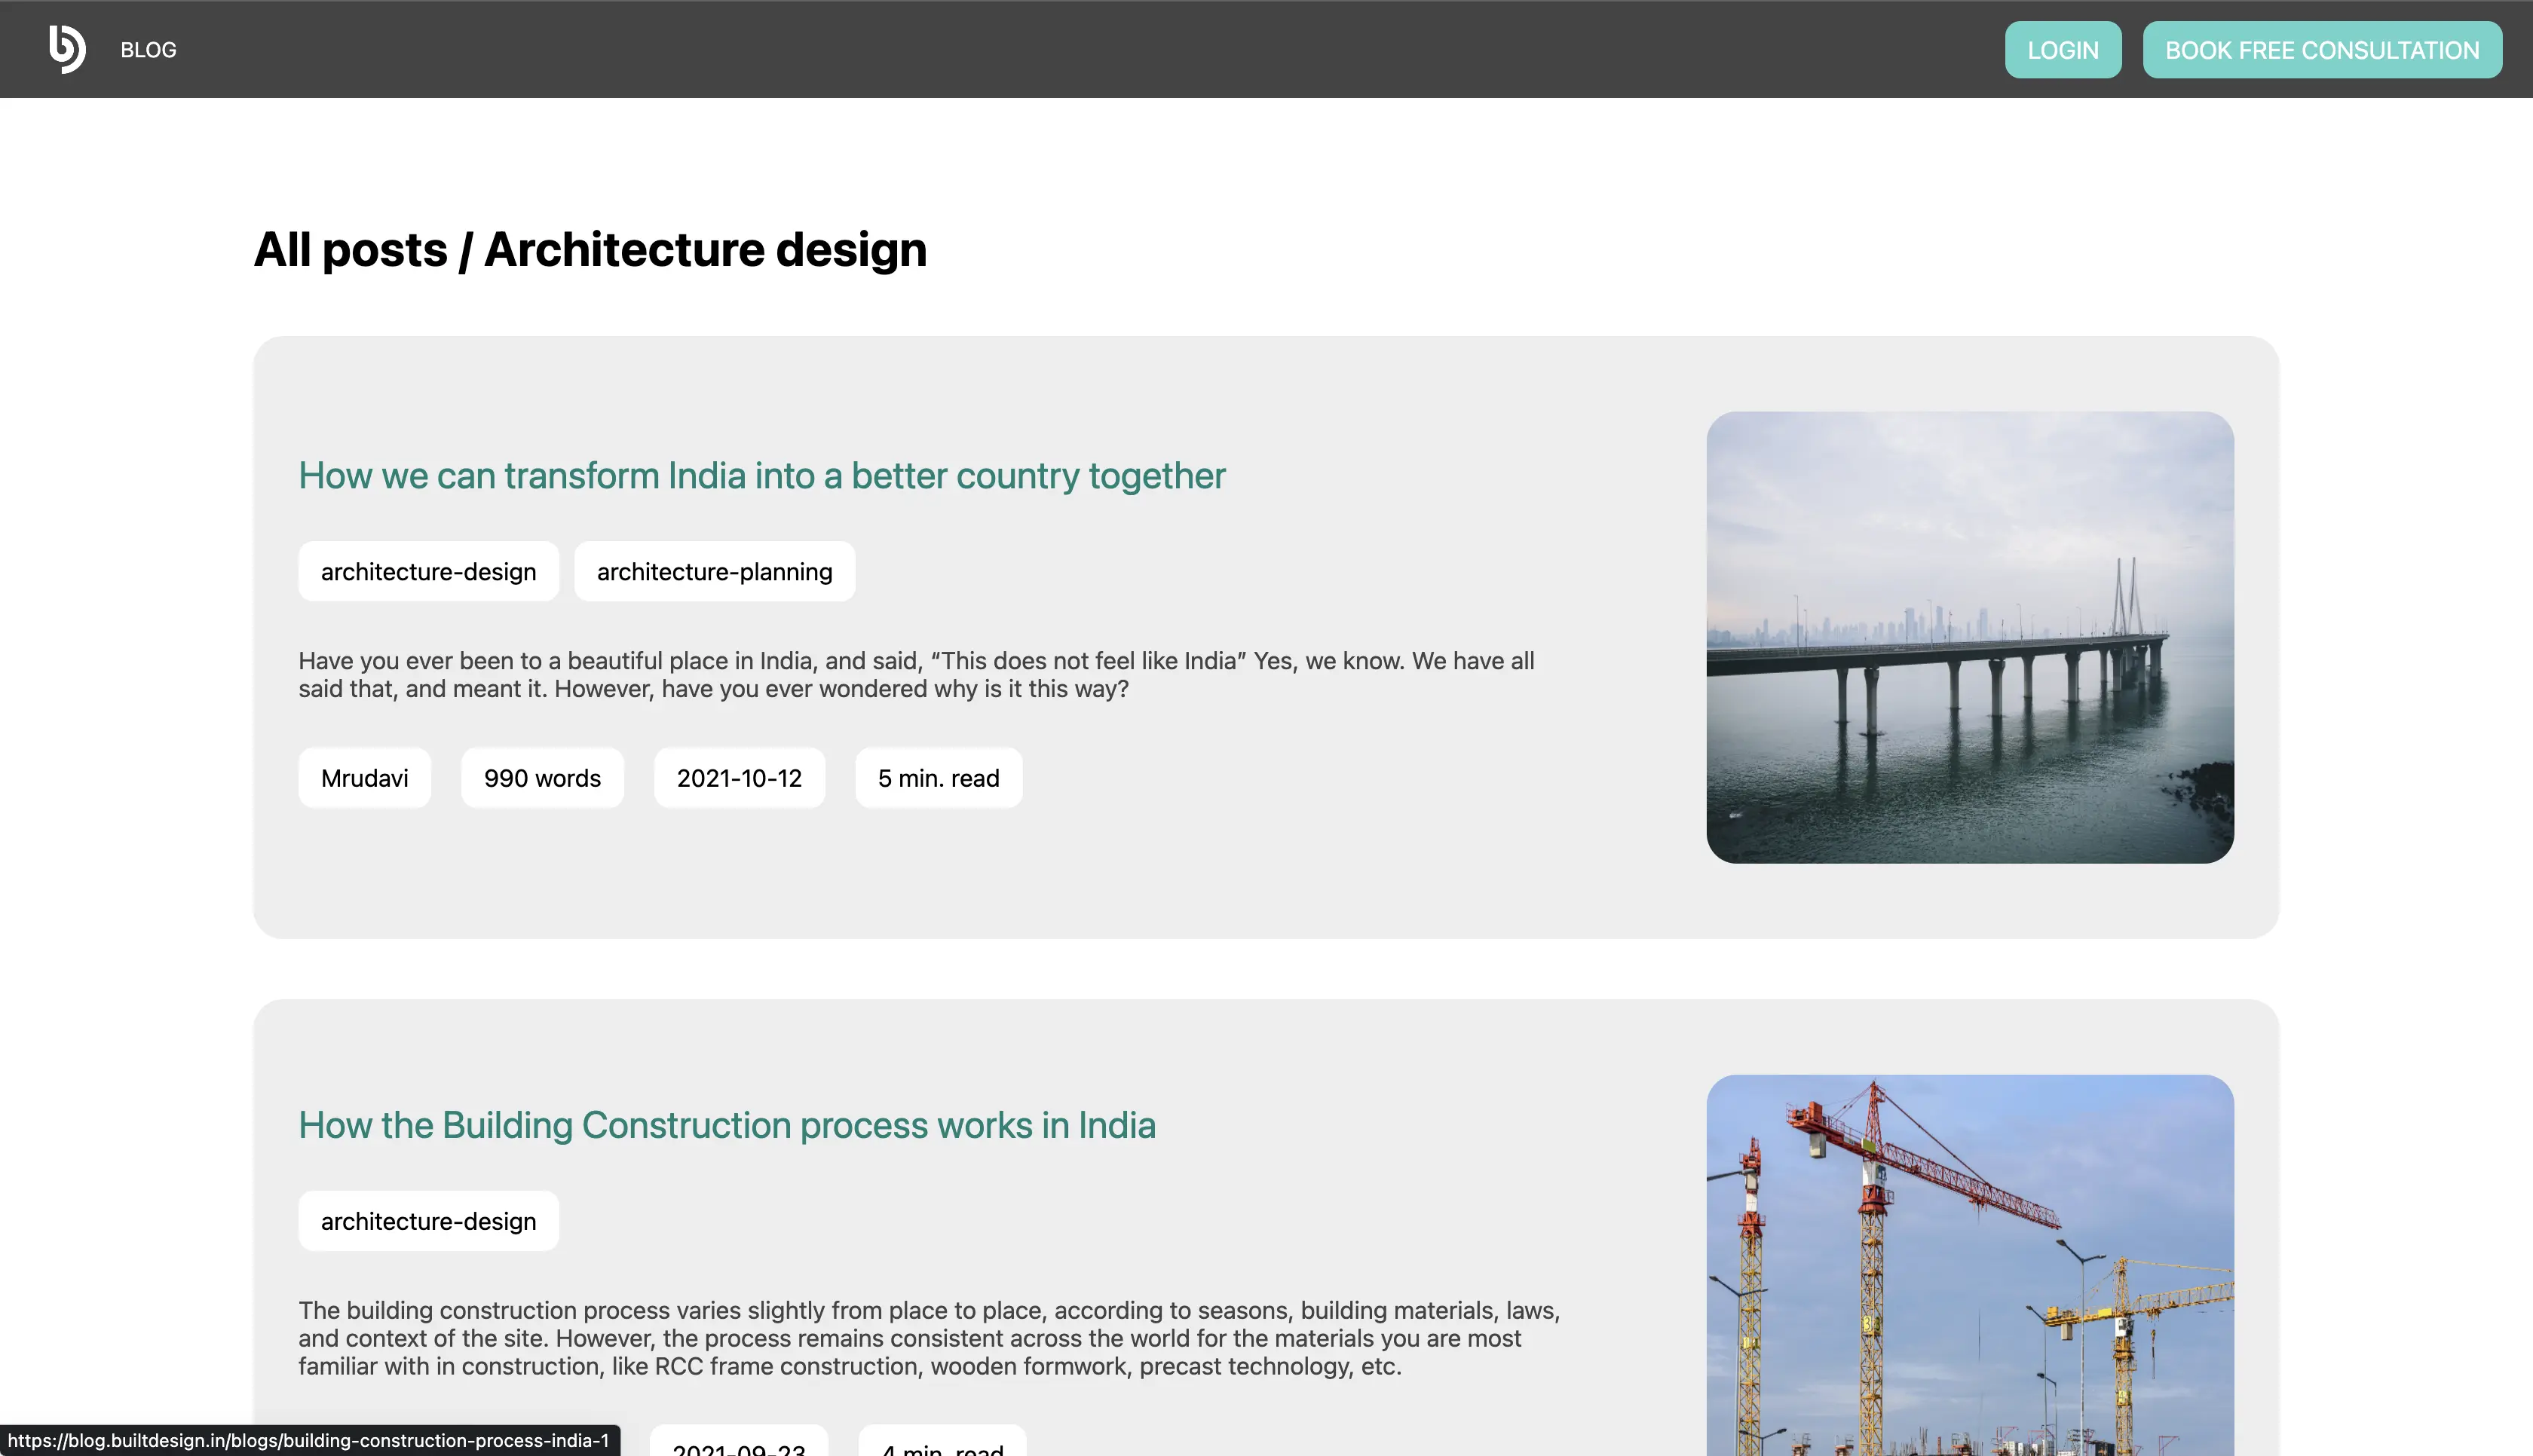 BLOG
LOGIN
BOOK FREE CONSULTATION
All posts / Architecture design
How we can transform India into a better country together
architecture-design
architecture-planning
Have you ever been to a beautiful place in India, and said, “This does not feel like India” Yes, we know. We have all
said that, and meant it. However, have you ever wondered why is it this way?
Mrudavi
990 words
2021-10-12
5 min. read
How the Building Construction process works in India
architecture-design
The building construction process varies slightly from place to place, according to seasons, building materials, laws,
and context of the site. However, the process remains consistent across the world for the materials you are most
familiar with in construction, like RCC frame construction, wooden formwork, precast technology, etc.
2021-09-23
4 min. read
https://blog.builtdesign.in/blogs/building-construction-process-india-1